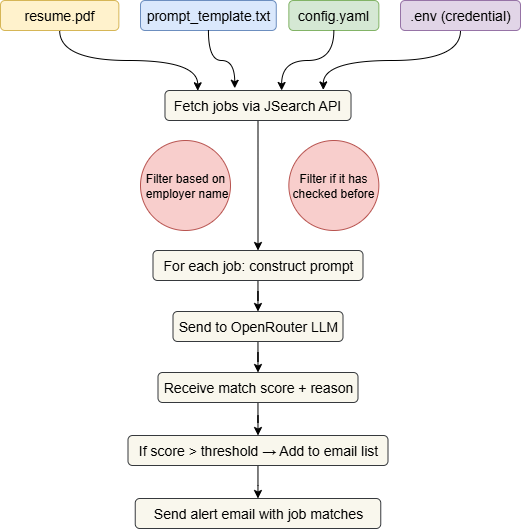 resume.pdf
prompt_template.txt
config.yaml
.env (credential)
Fetch jobs via JSearch API
Filter based on
employer name
Filter if it has
checked before
For each job: construct prompt
Send to OpenRouter LLM
Receive match score + reason
If score > threshold → Add to email list
Send alert email with job matches